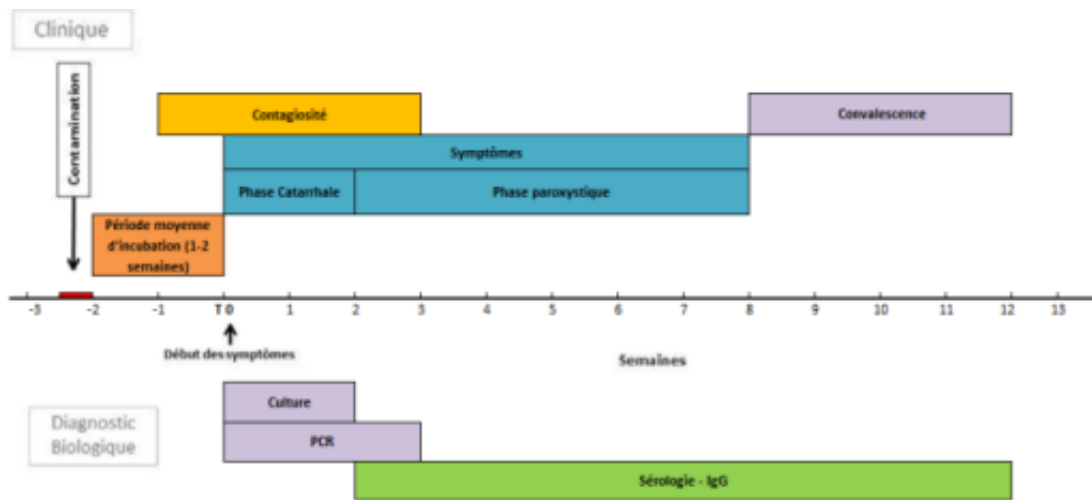 Clinique
Contamination
Contagiosité
Convalescence
Symptômes
Phase Catarrhale
Phase paroxystique
Période moyenne
d'incubation (1-2
semaines)
-3 -2 -1 T 0 1 2 3 4 5 6 7 8 9 10 11 12 13
Début des symptômes
Semaines
Culture
Diagnostic
Biologique
PCR
Sérologie - IgG